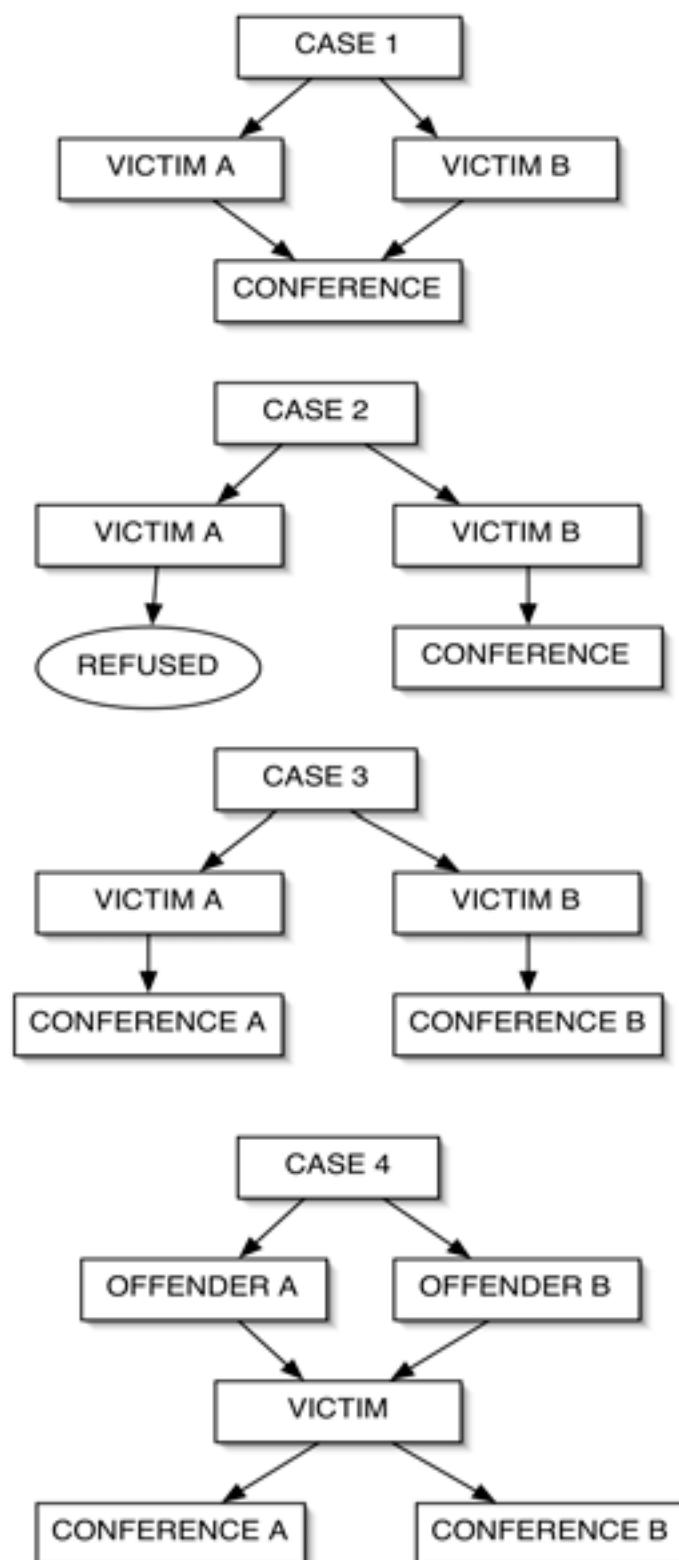 CASE 1
VICTIM A
VICTIM B
CONFERENCE
CASE 2
VICTIM A
VICTIM B
REFUSED
CONFERENCE
CASE 3
VICTIM A
VICTIM B
CONFERENCE A
CONFERENCE B
CASE 4
OFFENDER A
OFFENDER B
VICTIM
CONFERENCE A
CONFERENCE B